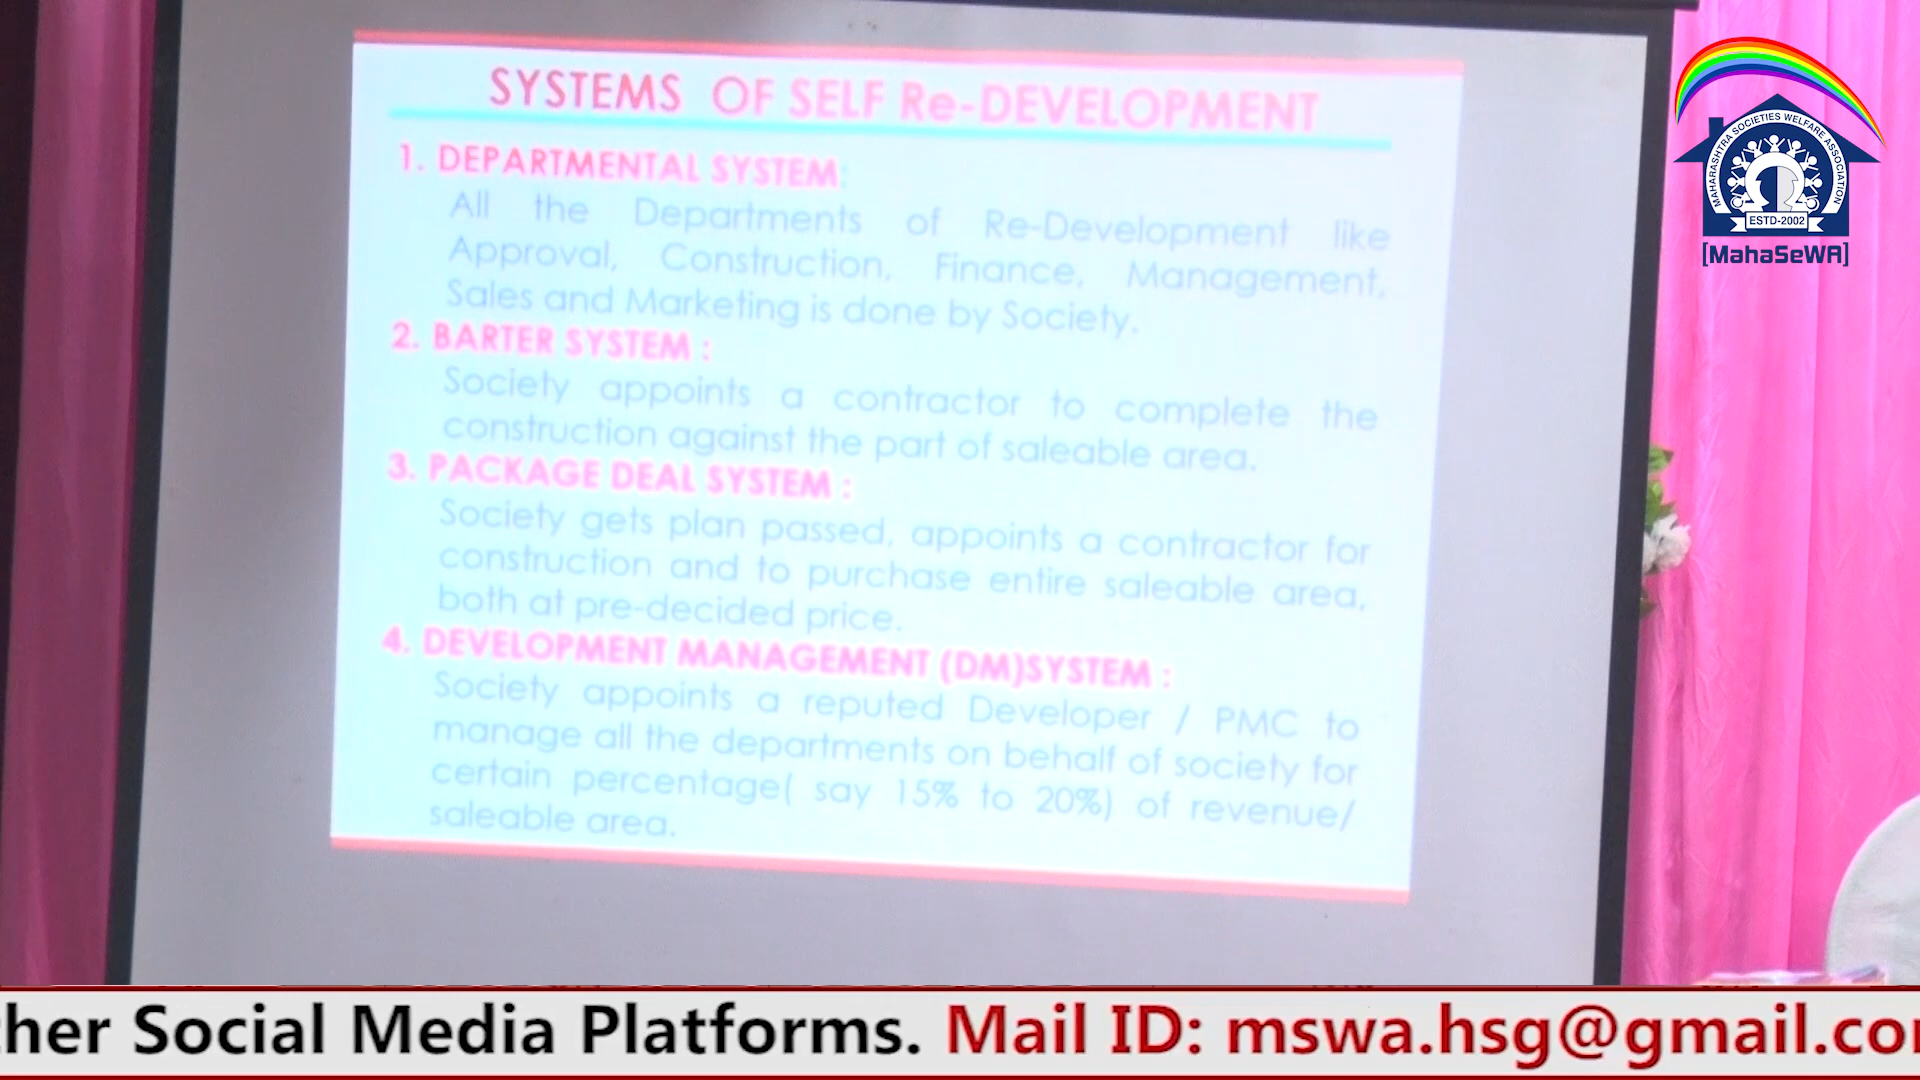 SYSTEMS OF SELF Re-DEVELOPMENT
1. DEPARTMENTAL SYSTEM:
All the Departments of Re-Development like
Approval, Construction, Finance, Management,
Sales and Marketing is done by Society.
2. BARTER SYSTEM :
Society appoints a contractor to complete the
construction against the part of saleable area.
3. PACKAGE DEAL SYSTEM :
Society gets plan passed, appoints a contractor for
construction and to purchase entire saleable area,
both at pre-decided price.
4. DEVELOPMENT MANAGEMENT (DM)SYSTEM :
Society appoints a reputed Developer / PMC to
manage all the departments on behalf of society for
certain percentage( say 15% to 20%) of revenue/
saleable area.
MAHARASHTRA SOCIETIES WELFARE ASSOCIATION
ESTD-2002
[MahaSeWA]
ther Social Media Platforms. Mail ID: mswa.hsg@gmail.co